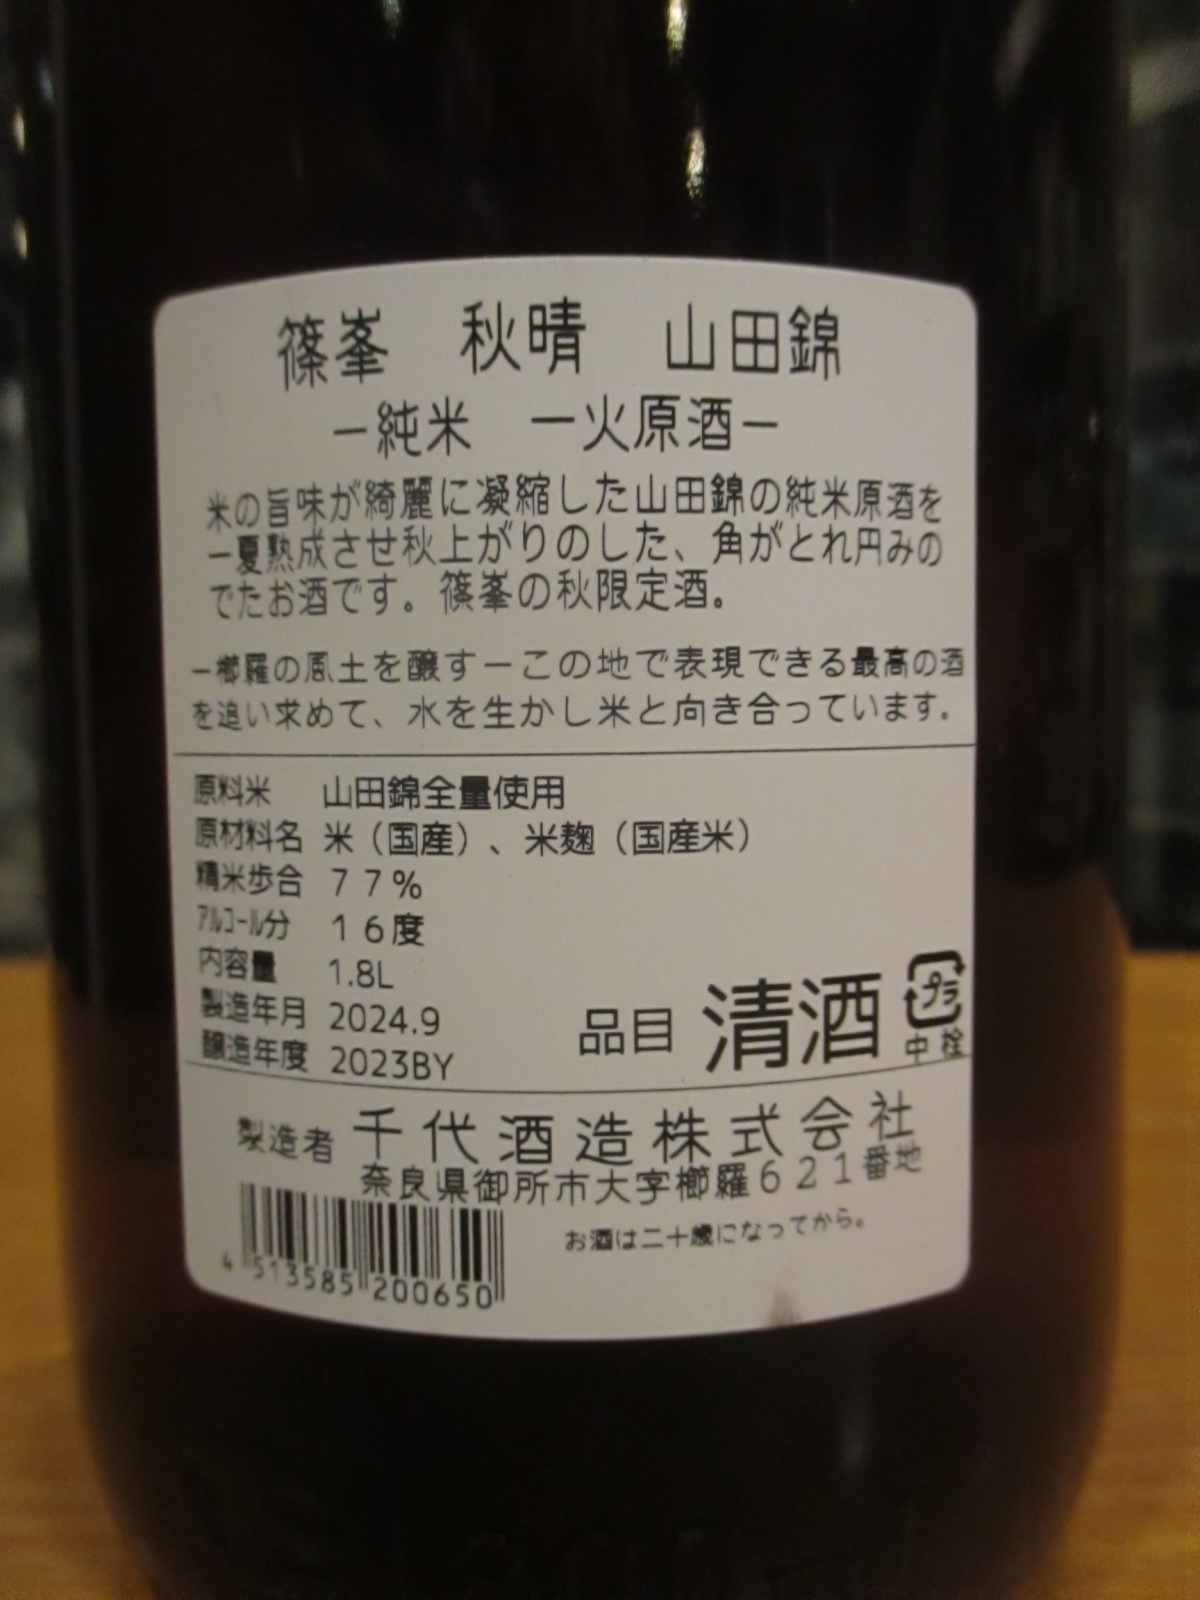 篠峯 秋晴 山田錦
－純米 一火原酒－
米の旨味が綺麗に凝縮した山田錦の純米原酒を
一夏熟成させ秋上がりのした、角がとれ円みの
でたお酒です。篠峯の秋限定酒。
－櫛羅の風土を醸す－この地で表現できる最高の酒
を追い求めて、水を生かし米と向き合っています。
原料米 山田錦全量使用
原材料名 米（国産）、米麹（国産米）
精米歩合 ７７％
ｱﾙｺｰﾙ分 １６度
内容量 1.8L
製造年月 2024.9
醸造年度 2023BY
品目 清酒
プラ
中栓
製造者 千代酒造株式会社
奈良県御所市大字櫛羅６２１番地
お酒は二十歳になってから。
4 513585 200650